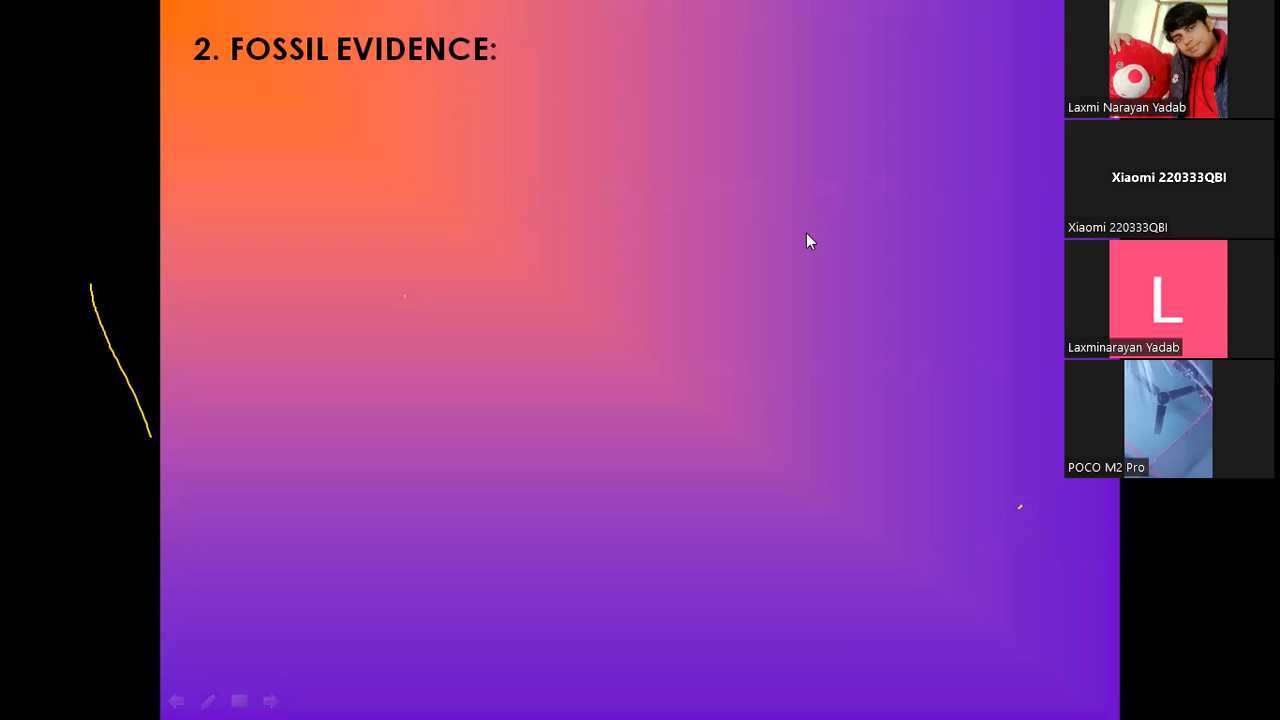 2. FOSSIL EVIDENCE:
Laxmi Narayan Yadab
Xiaomi 220333QBI
Xiaomi 220333QBI
L
Laxminarayan Yadab
POCO M2 Pro